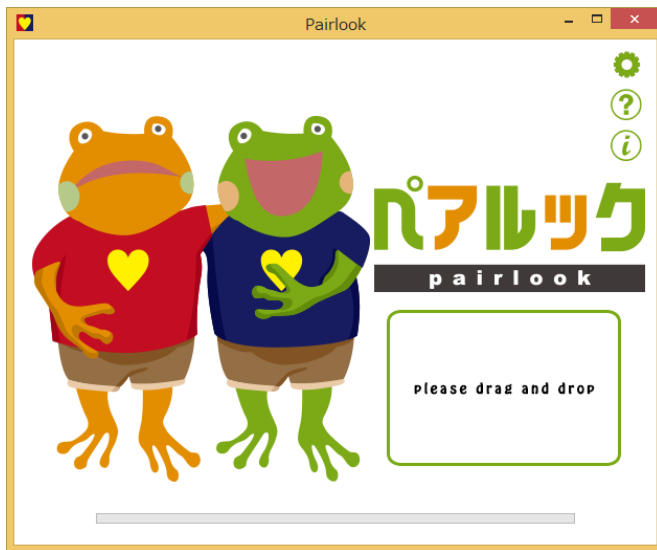 Pairlook
?
i
ペアルック
pairlook
please drag and drop